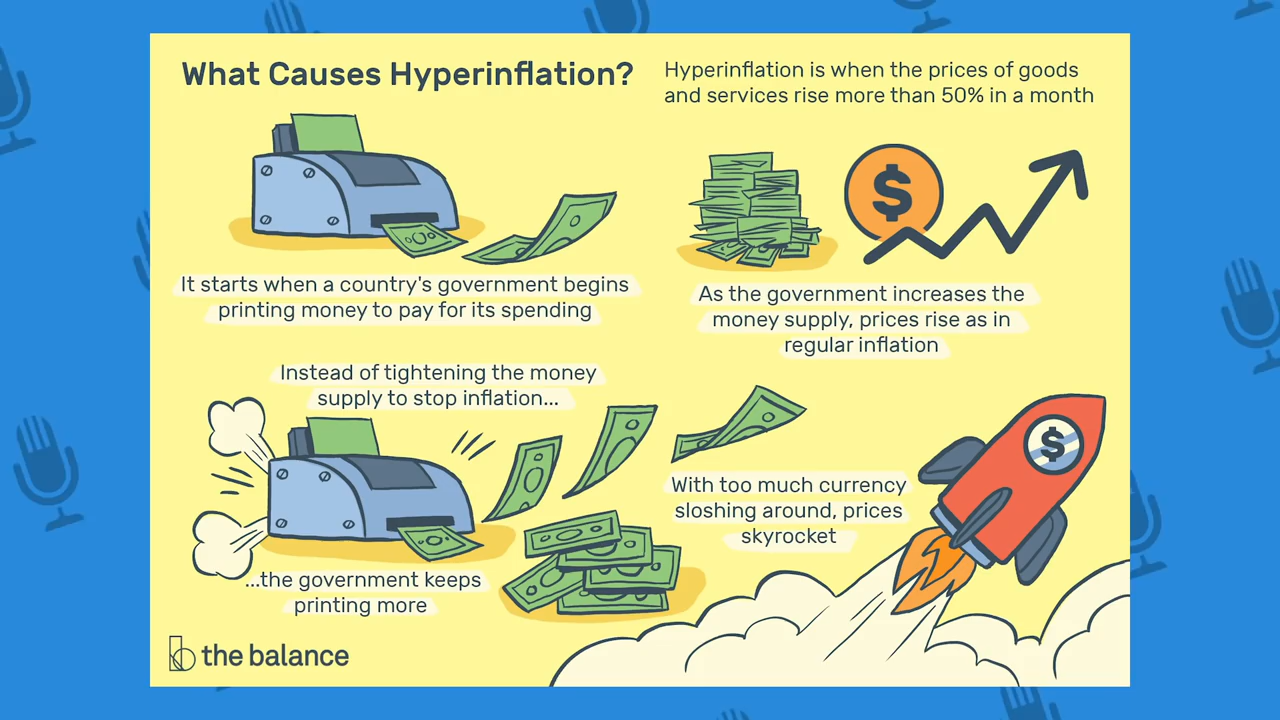 What Causes Hyperinflation?
Hyperinflation is when the prices of goods
and services rise more than 50% in a month
It starts when a country's government begins
printing money to pay for its spending
As the government increases the
money supply, prices rise as in
regular inflation
Instead of tightening the money
supply to stop inflation...
...the government keeps
printing more
With too much currency
sloshing around, prices
skyrocket
$
$
the balance